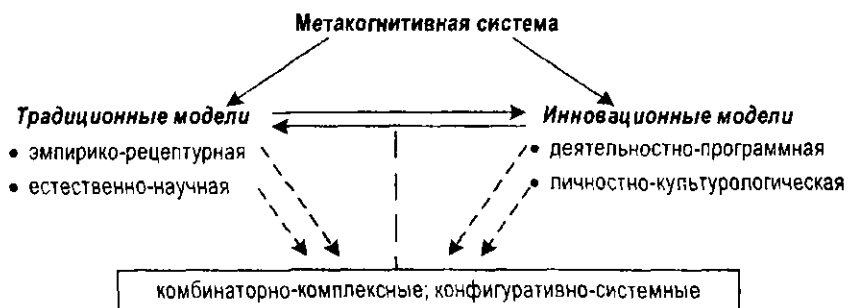 Метакогнитивная система
Традиционные модели
• эмпирико-рецептурная
• естественно-научная
Инновационные модели
• деятельностно-программная
• личностно-культурологическая
комбинаторно-комплексные; конфигуративно-системные